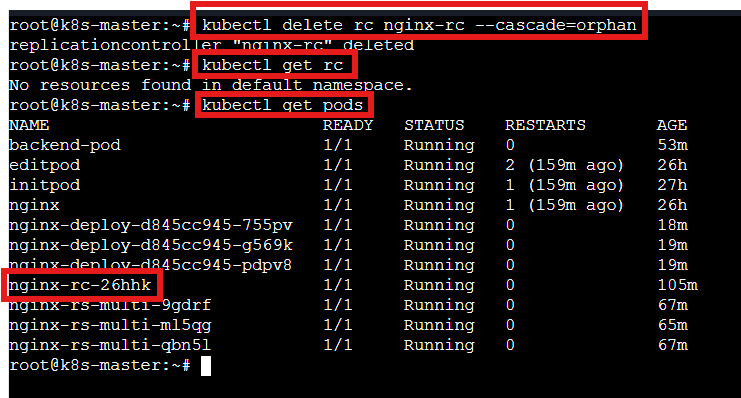 root@k8s-master:~# kubectl delete rc nginx-rc --cascade=orphan
replicationcontroller "nginx-rc" deleted
root@k8s-master:~# kubectl get rc
No resources found in default namespace.
root@k8s-master:~# kubectl get pods
NAME READY STATUS RESTARTS AGE
backend-pod 1/1 Running 0 53m
editpod 1/1 Running 2 (159m ago) 26h
initpod 1/1 Running 1 (159m ago) 27h
nginx 1/1 Running 1 (159m ago) 26h
nginx-deploy-d845cc945-755pv 1/1 Running 0 18m
nginx-deploy-d845cc945-g569k 1/1 Running 0 19m
nginx-deploy-d845cc945-pdpv8 1/1 Running 0 19m
nginx-rc-26hhk 1/1 Running 0 105m
nginx-rs-multi-9gdrf 1/1 Running 0 67m
nginx-rs-multi-ml5qg 1/1 Running 0 65m
nginx-rs-multi-qbn5l 1/1 Running 0 67m
root@k8s-master:~#